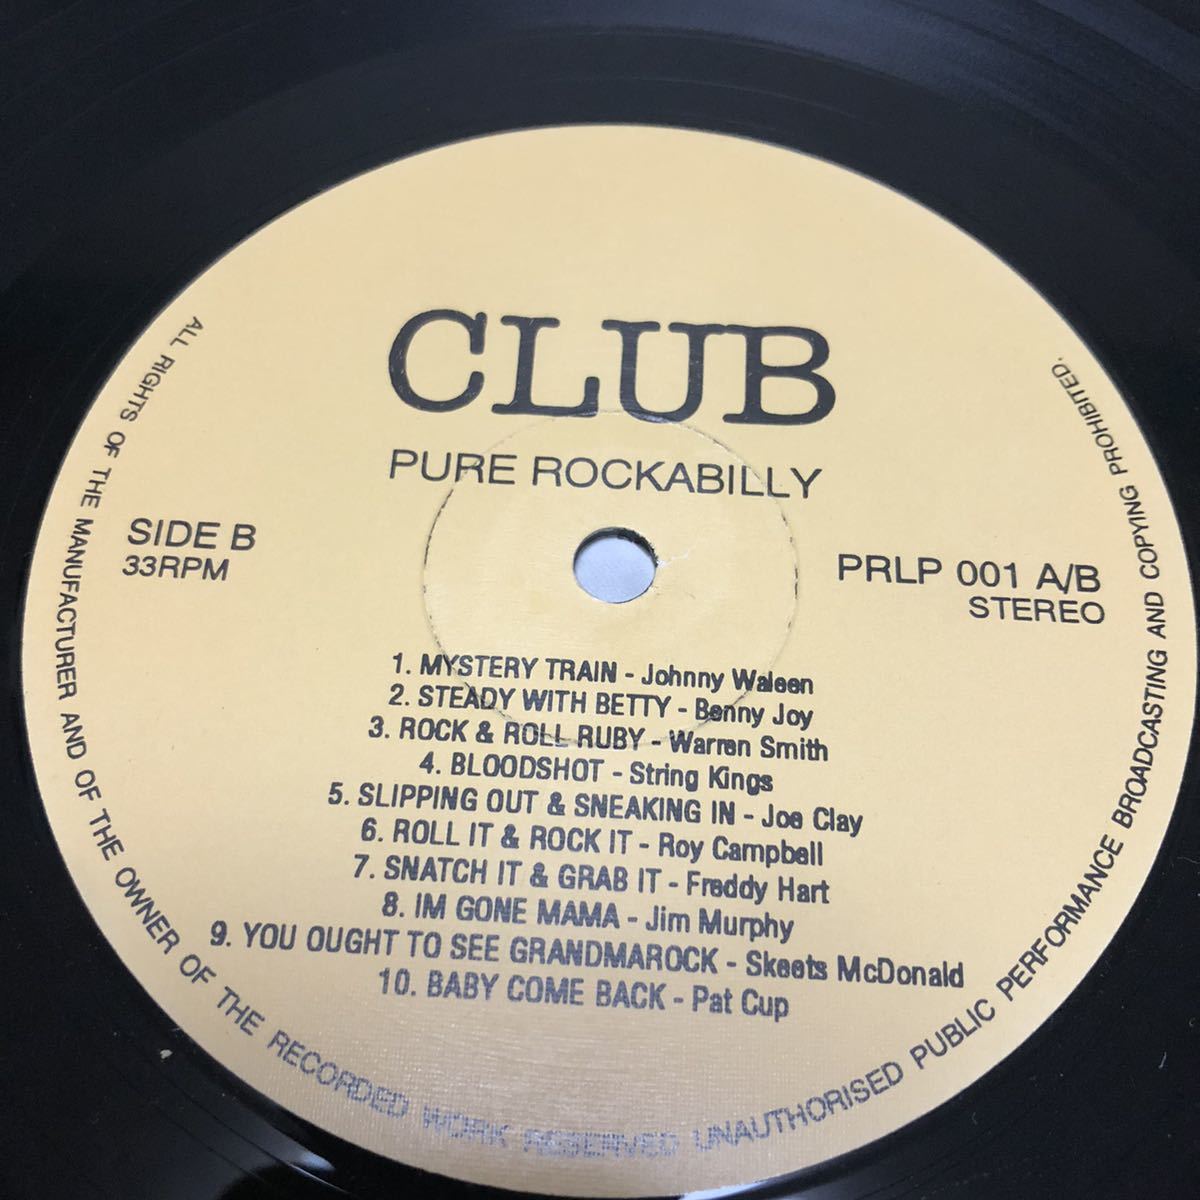 CLUB
PURE ROCKABILLY
SIDE B
33RPM
PRLP 001 A/B
STEREO
1. MYSTERY TRAIN - Johnny Waleen
2. STEADY WITH BETTY - Benny Joy
3. ROCK & ROLL RUBY - Warren Smith
4. BLOODSHOT - String Kings
5. SLIPPING OUT & SNEAKING IN - Joe Clay
6. ROLL IT & ROCK IT - Roy Campbell
7. SNATCH IT & GRAB IT - Freddy Hart
8. IM GONE MAMA - Jim Murphy
9. YOU OUGHT TO SEE GRANDMAROCK - Skeets McDonald
10. BABY COME BACK - Pat Cup
ALL RIGHTS OF THE MANUFACTURER AND OF THE OWNER OF THE RECORDED WORK RESERVED UNAUTHORISED PUBLIC PERFORMANCE BROADCASTING AND COPYING PROHIBITED.